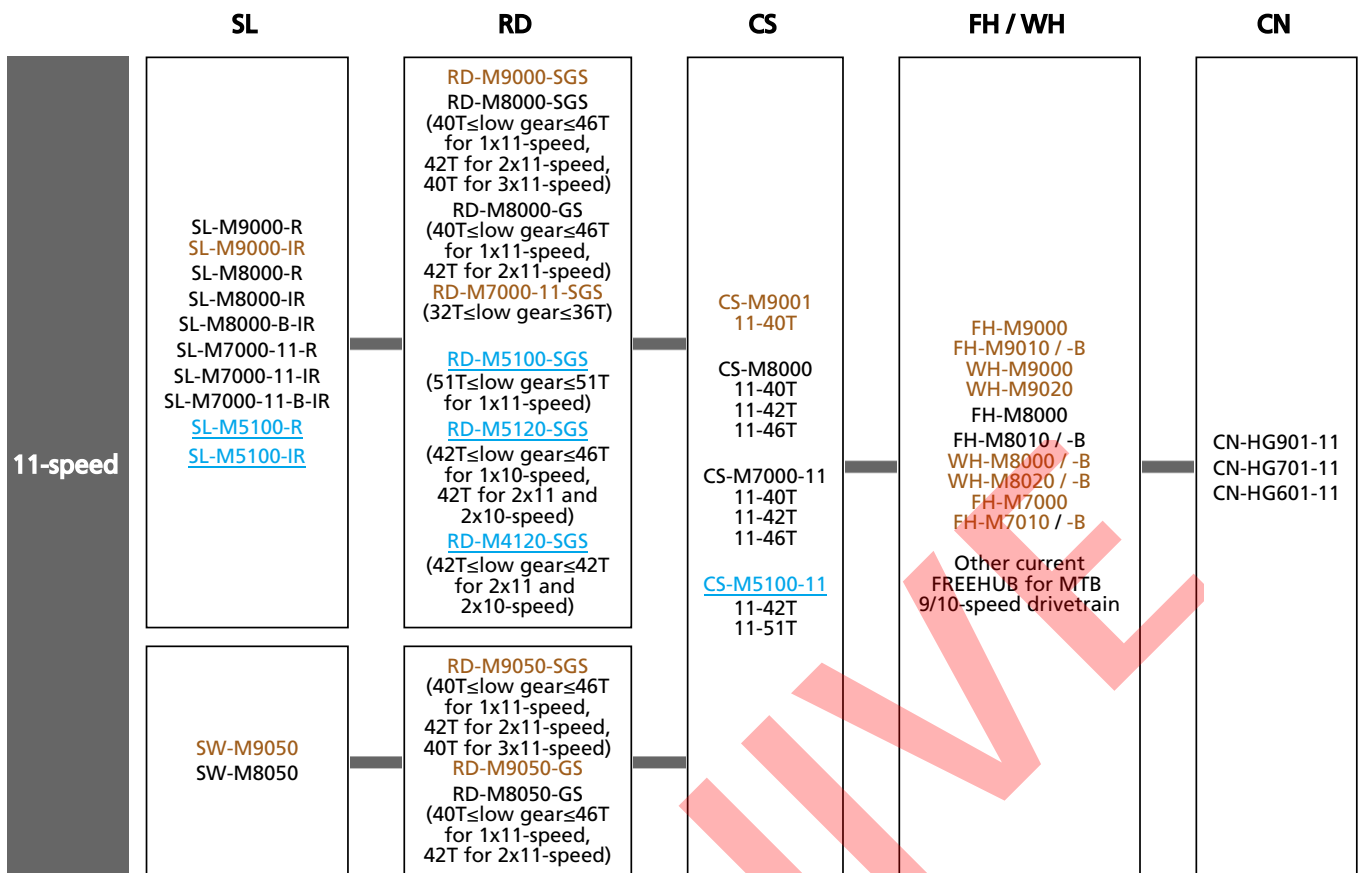 SL
RD
CS
FH / WH
CN
11-speed
SL-M9000-R
SL-M9000-IR
SL-M8000-R
SL-M8000-IR
SL-M8000-B-IR
SL-M7000-11-R
SL-M7000-11-IR
SL-M7000-11-B-IR
SL-M5100-R
SL-M5100-IR
RD-M9000-SGS
RD-M8000-SGS
(40T≤low gear≤46T
for 1x11-speed,
42T for 2x11-speed,
40T for 3x11-speed)
RD-M8000-GS
(40T≤low gear≤46T
for 1x11-speed,
42T for 2x11-speed)
RD-M7000-11-SGS
(32T≤low gear≤36T)
RD-M5100-SGS
(51T≤low gear≤51T
for 1x11-speed)
RD-M5120-SGS
(42T≤low gear≤46T
for 1x10-speed,
42T for 2x11 and
2x10-speed)
RD-M4120-SGS
(42T≤low gear≤42T
for 2x11 and
2x10-speed)
CS-M9001
11-40T
CS-M8000
11-40T
11-42T
11-46T
CS-M7000-11
11-40T
11-42T
11-46T
CS-M5100-11
11-42T
11-51T
FH-M9000
FH-M9010 / -B
WH-M9000
WH-M9020
FH-M8000
FH-M8010 / -B
WH-M8000 / -B
WH-M8020 / -B
FH-M7000
FH-M7010 / -B
Other current
FREEHUB for MTB
9/10-speed drivetrain
CN-HG901-11
CN-HG701-11
CN-HG601-11
SW-M9050
SW-M8050
RD-M9050-SGS
(40T≤low gear≤46T
for 1x11-speed,
42T for 2x11-speed,
40T for 3x11-speed)
RD-M9050-GS
RD-M8050-GS
(40T≤low gear≤46T
for 1x11-speed,
42T for 2x11-speed)